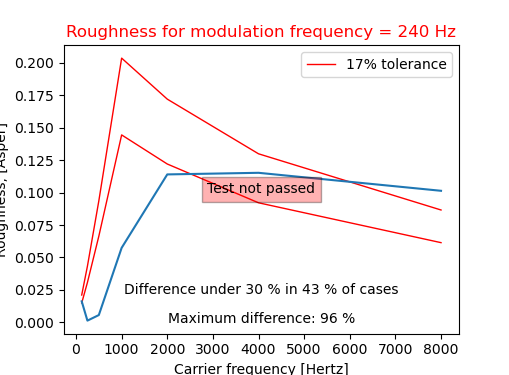 Roughness for modulation frequency = 240 Hz
17% tolerance
Roughness, [Asper]
0.200
0.175
0.150
0.125
0.100
0.075
0.050
0.025
0.000
Test not passed
Difference under 30 % in 43 % of cases
Maximum difference: 96 %
0 1000 2000 3000 4000 5000 6000 7000 8000
Carrier frequency [Hertz]